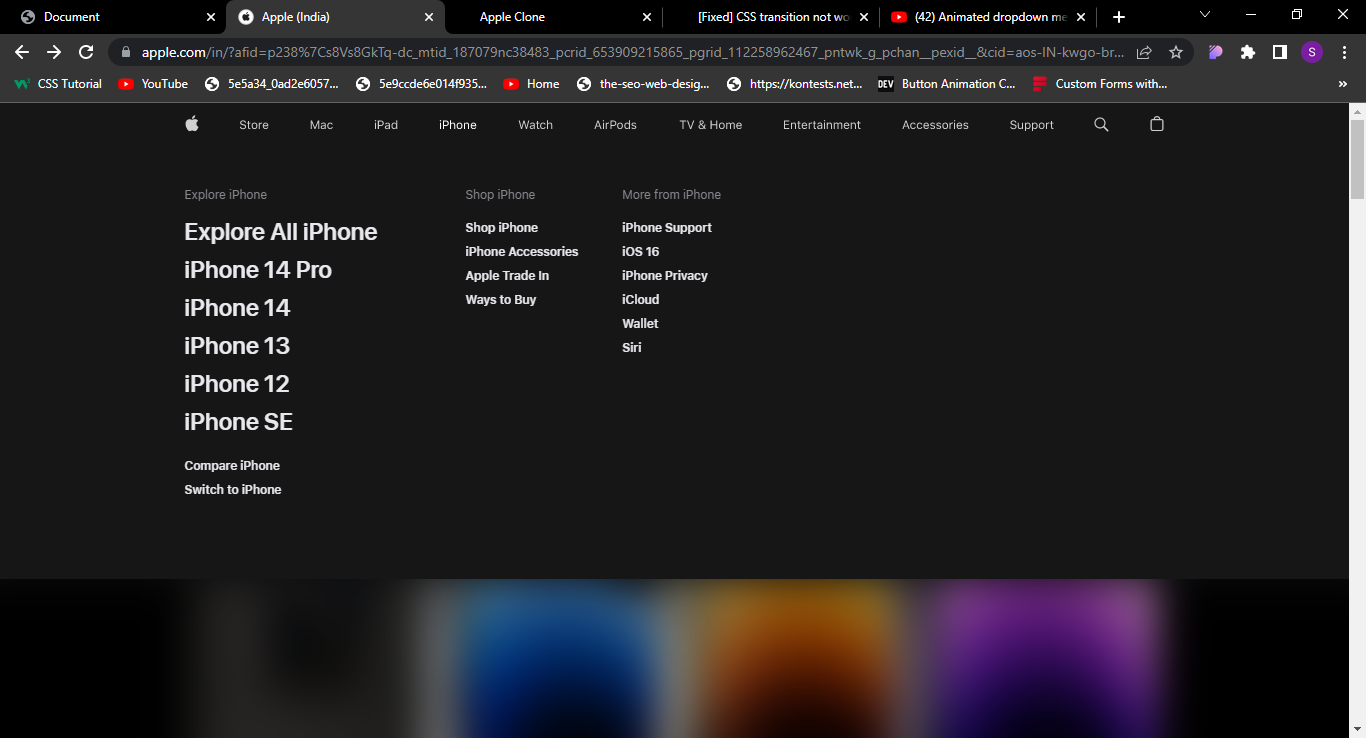 Document
Apple (India)
Apple Clone
[Fixed] CSS transition not wo
(42) Animated dropdown me
apple.com/in/?afid=p238%7Cs8Vs8GkTq-dc_mtid_187079nc38483_pcrid_653909215865_pgrid_112258962467_pntwk_g_pchan__pexid__&cid=aos-IN-kwgo-br...
S
CSS Tutorial
YouTube
5e5a34_0ad2e6057...
5e9ccde6e014f935...
Home
the-seo-web-desig...
https://kontests.net...
DEV
Button Animation C...
Custom Forms with...
Store
Mac
iPad
iPhone
Watch
AirPods
TV & Home
Entertainment
Accessories
Support
Explore iPhone
Explore All iPhone
iPhone 14 Pro
iPhone 14
iPhone 13
iPhone 12
iPhone SE
Compare iPhone
Switch to iPhone
Shop iPhone
Shop iPhone
iPhone Accessories
Apple Trade In
Ways to Buy
More from iPhone
iPhone Support
iOS 16
iPhone Privacy
iCloud
Wallet
Siri